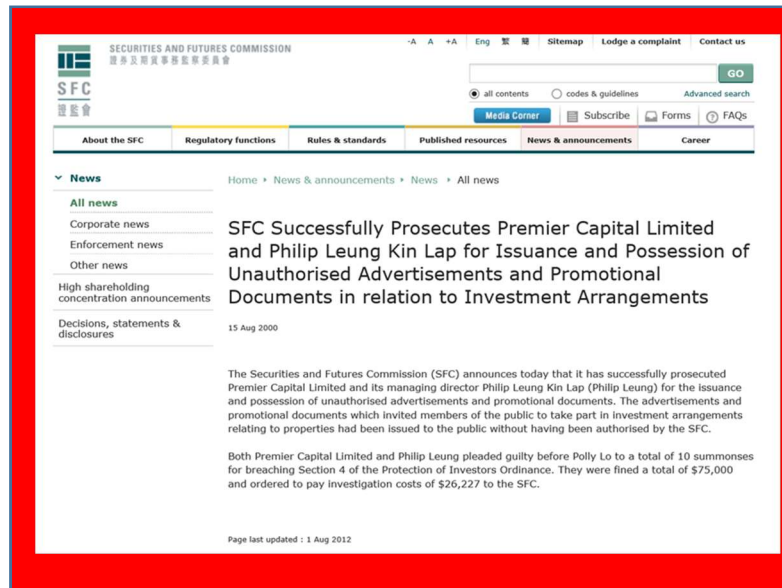 SECURITIES AND FUTURES COMMISSION
證券及期貨事務監察委員會
SFC
證監會
-A A +A Eng 繁 簡 Sitemap Lodge a complaint Contact us
GO
all contents codes & guidelines Advanced search
Media Corner Subscribe Forms FAQs
About the SFC Regulatory functions Rules & standards Published resources News & announcements Career
News
All news
Corporate news
Enforcement news
Other news
High shareholding
concentration announcements
Decisions, statements &
disclosures
Home News & announcements News All news
SFC Successfully Prosecutes Premier Capital Limited
and Philip Leung Kin Lap for Issuance and Possession of
Unauthorised Advertisements and Promotional
Documents in relation to Investment Arrangements
15 Aug 2000
The Securities and Futures Commission (SFC) announces today that it has successfully prosecuted
Premier Capital Limited and its managing director Philip Leung Kin Lap (Philip Leung) for the issuance
and possession of unauthorised advertisements and promotional documents. The advertisements and
promotional documents which invited members of the public to take part in investment arrangements
relating to properties had been issued to the public without having been authorised by the SFC.
Both Premier Capital Limited and Philip Leung pleaded guilty before Polly Lo to a total of 10 summonses
for breaching Section 4 of the Protection of Investors Ordinance. They were fined a total of $75,000
and ordered to pay investigation costs of $26,227 to the SFC.
Page last updated : 1 Aug 2012